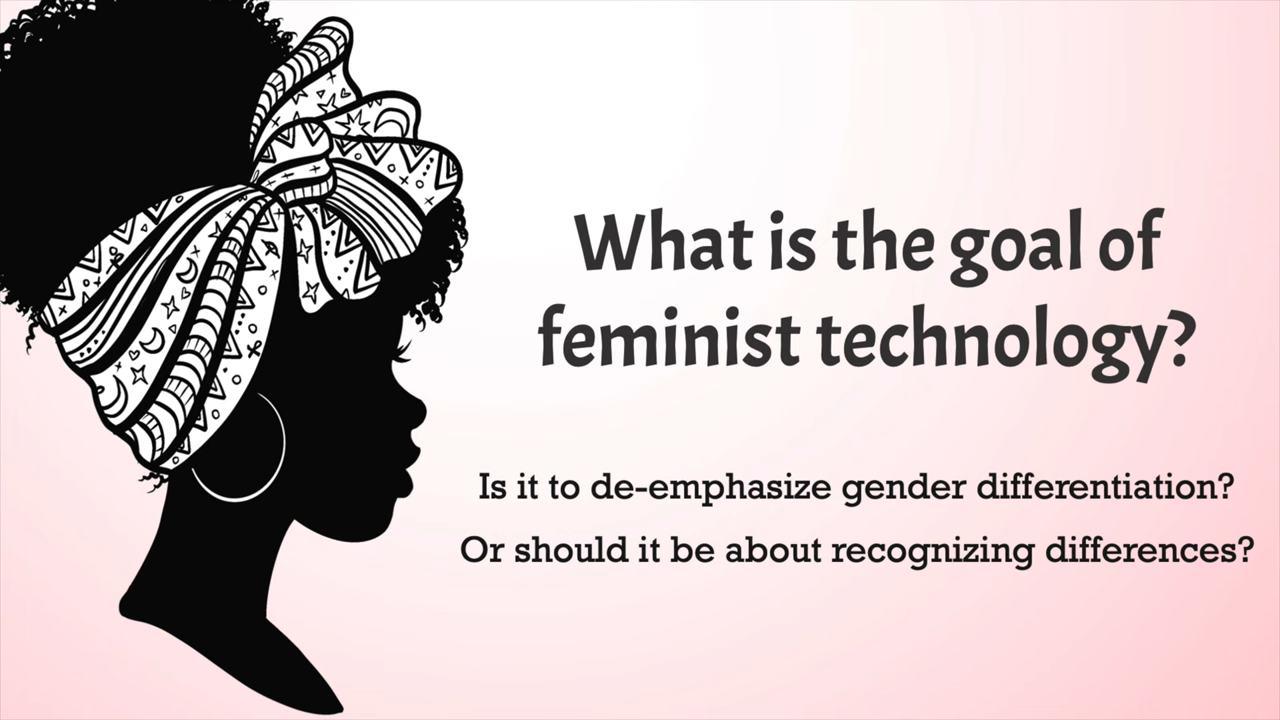 What is the goal of
feminist technology?
Is it to de-emphasize gender differentiation?
Or should it be about recognizing differences?